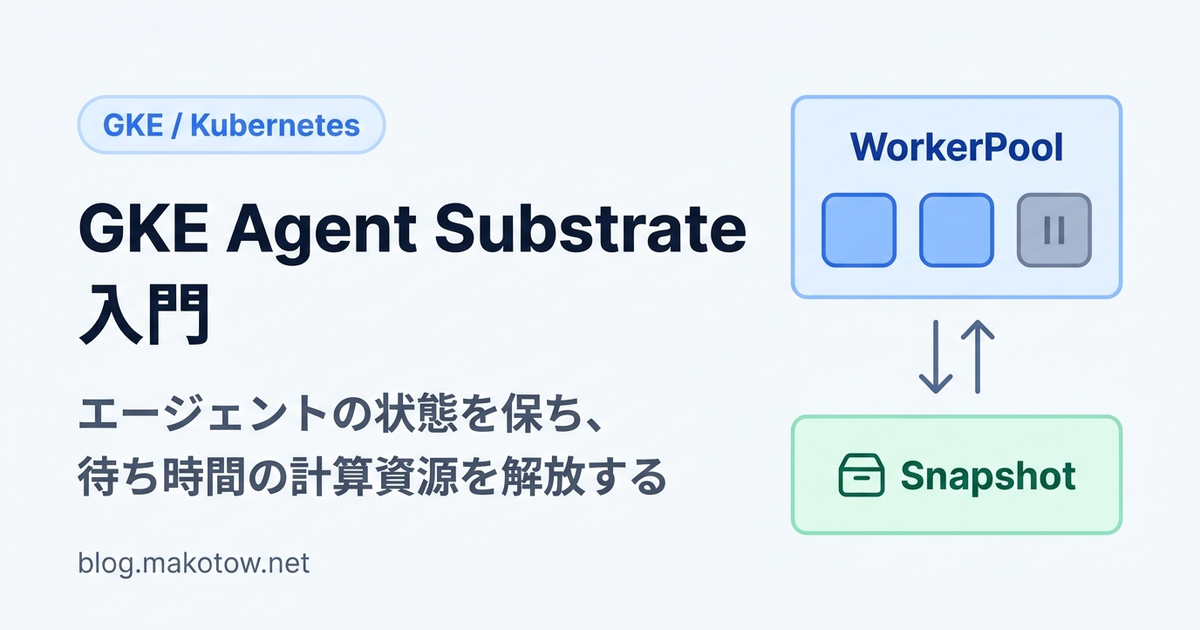 GKE / Kubernetes
GKE Agent Substrate
入門
エージェントの状態を保ち、
待ち時間の計算資源を解放する
blog.makotow.net
WorkerPool
Snapshot